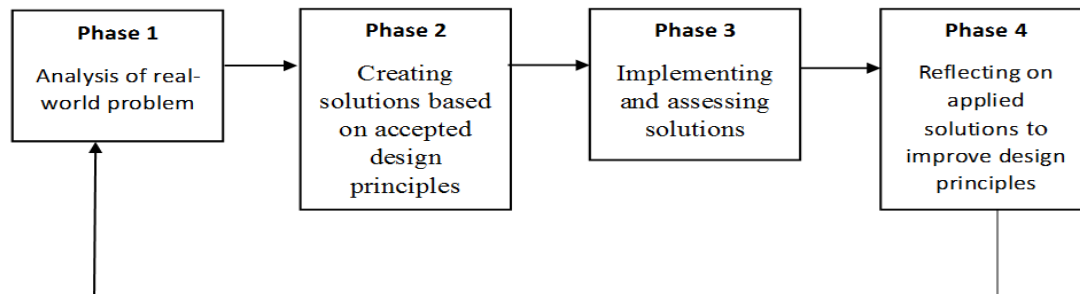 Phase 1
Analysis of real-
world problem
Phase 2
Creating
solutions based
on accepted
design
principles
Phase 3
Implementing
and assessing
solutions
Phase 4
Reflecting on
applied
solutions to
improve design
principles